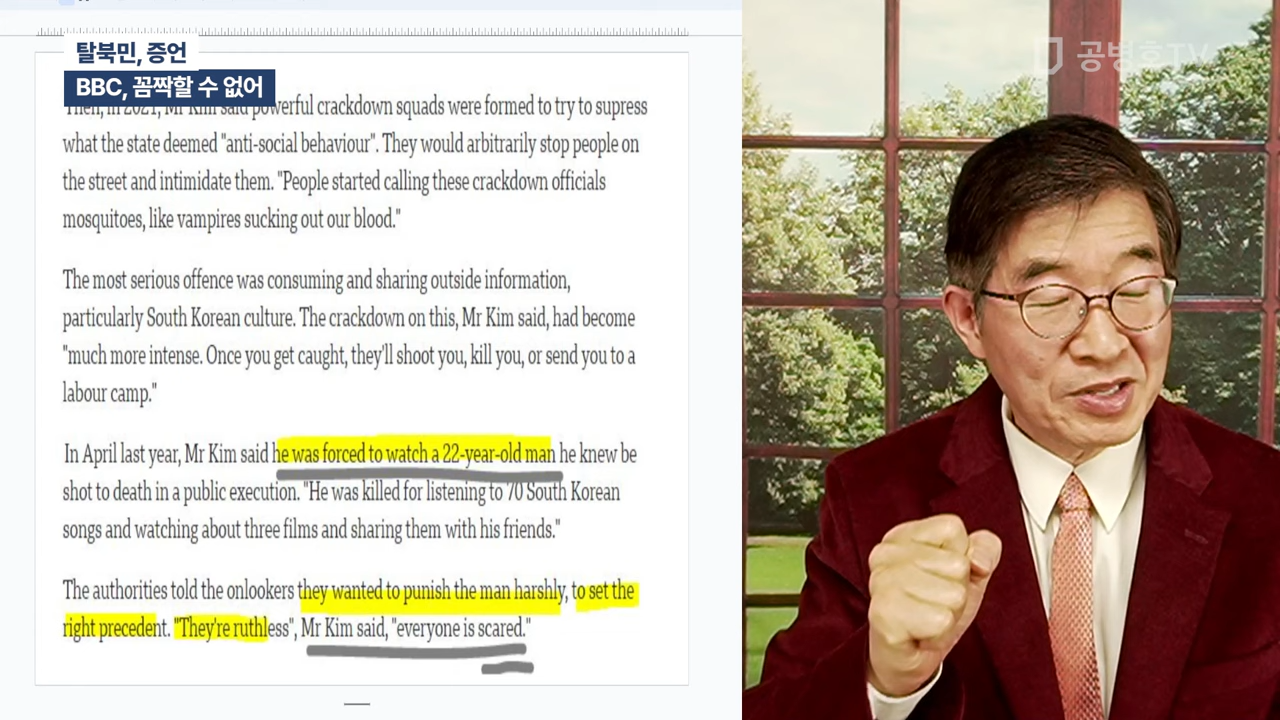 탈북민, 증언
BBC, 꼼짝할 수 없어
공병호TV
Then, in 2021, Mr Kim said powerful crackdown squads were formed to try to supress
what the state deemed "anti-social behaviour". They would arbitrarily stop people on
the street and intimidate them. "People started calling these crackdown officials
mosquitoes, like vampires sucking out our blood."
The most serious offence was consuming and sharing outside information,
particularly South Korean culture. The crackdown on this, Mr Kim said, had become
"much more intense. Once you get caught, they'll shoot you, kill you, or send you to a
labour camp."
In April last year, Mr Kim said he was forced to watch a 22-year-old man he knew be
shot to death in a public execution. "He was killed for listening to 70 South Korean
songs and watching about three films and sharing them with his friends."
The authorities told the onlookers they wanted to punish the man harshly, to set the
right precedent. "They're ruthless", Mr Kim said, "everyone is scared."